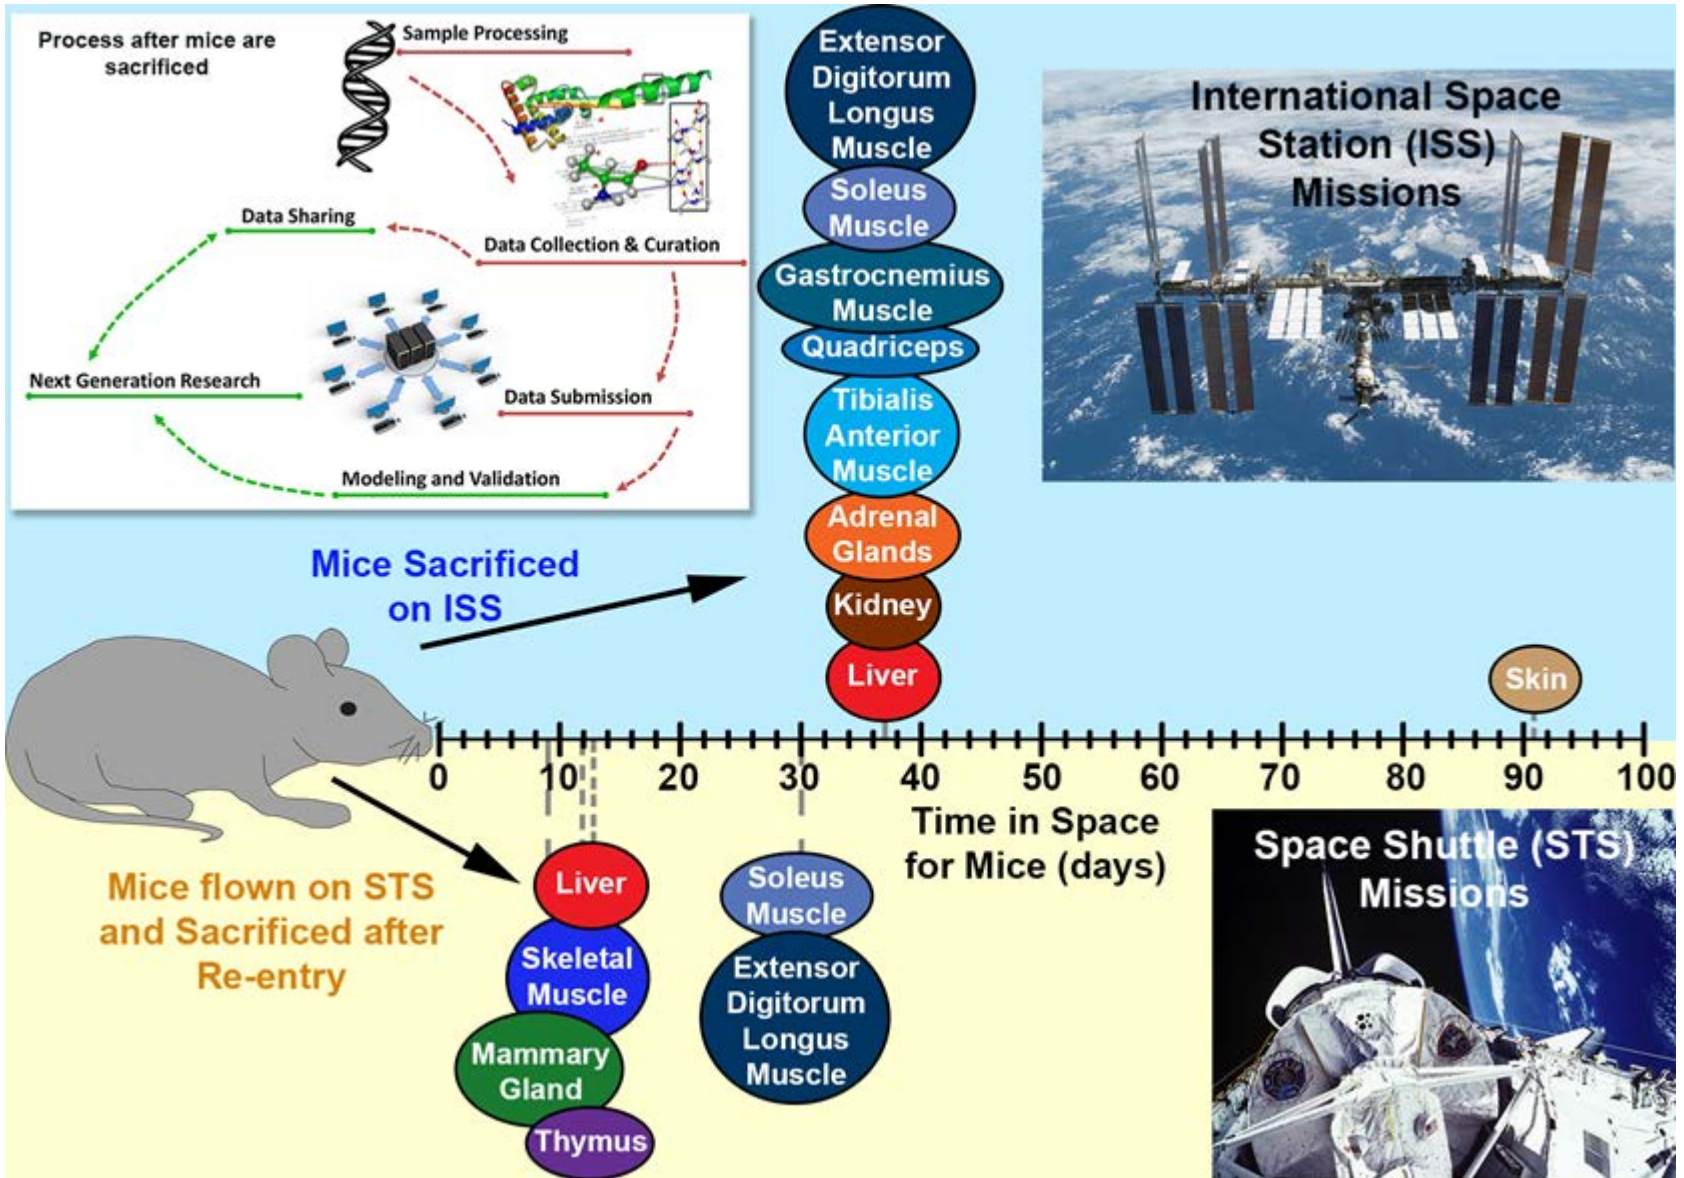 Process after mice are
sacrificed
Sample Processing
Data Sharing
Data Collection & Curation
Next Generation Research
Data Submission
Modeling and Validation
Extensor
Digitorum
Longus
Muscle
Soleus
Muscle
Gastrocnemius
Muscle
Quadriceps
Tibialis
Anterior
Muscle
Adrenal
Glands
Kidney
Liver
International Space
Station (ISS)
Missions
Mice Sacrificed
on ISS
Skin
0 10 20 30 40 50 60 70 80 90 100
Time in Space
for Mice (days)
Mice flown on STS
and Sacrificed after
Re-entry
Liver
Skeletal
Muscle
Mammary
Gland
Thymus
Soleus
Muscle
Extensor
Digitorum
Longus
Muscle
Space Shuttle (STS)
Missions